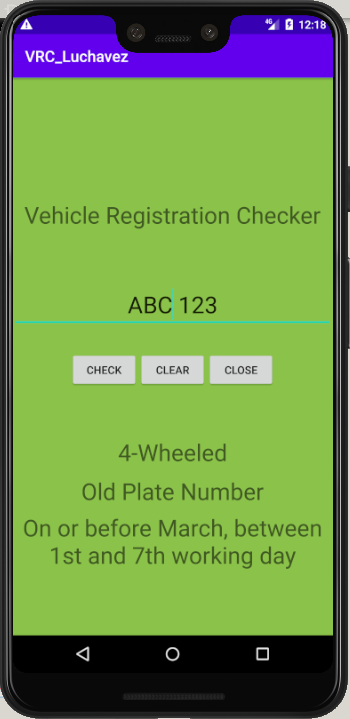 4G 12:18
VRC_Luchavez
Vehicle Registration Checker
ABC 123
CHECK CLEAR CLOSE
4-Wheeled
Old Plate Number
On or before March, between
1st and 7th working day